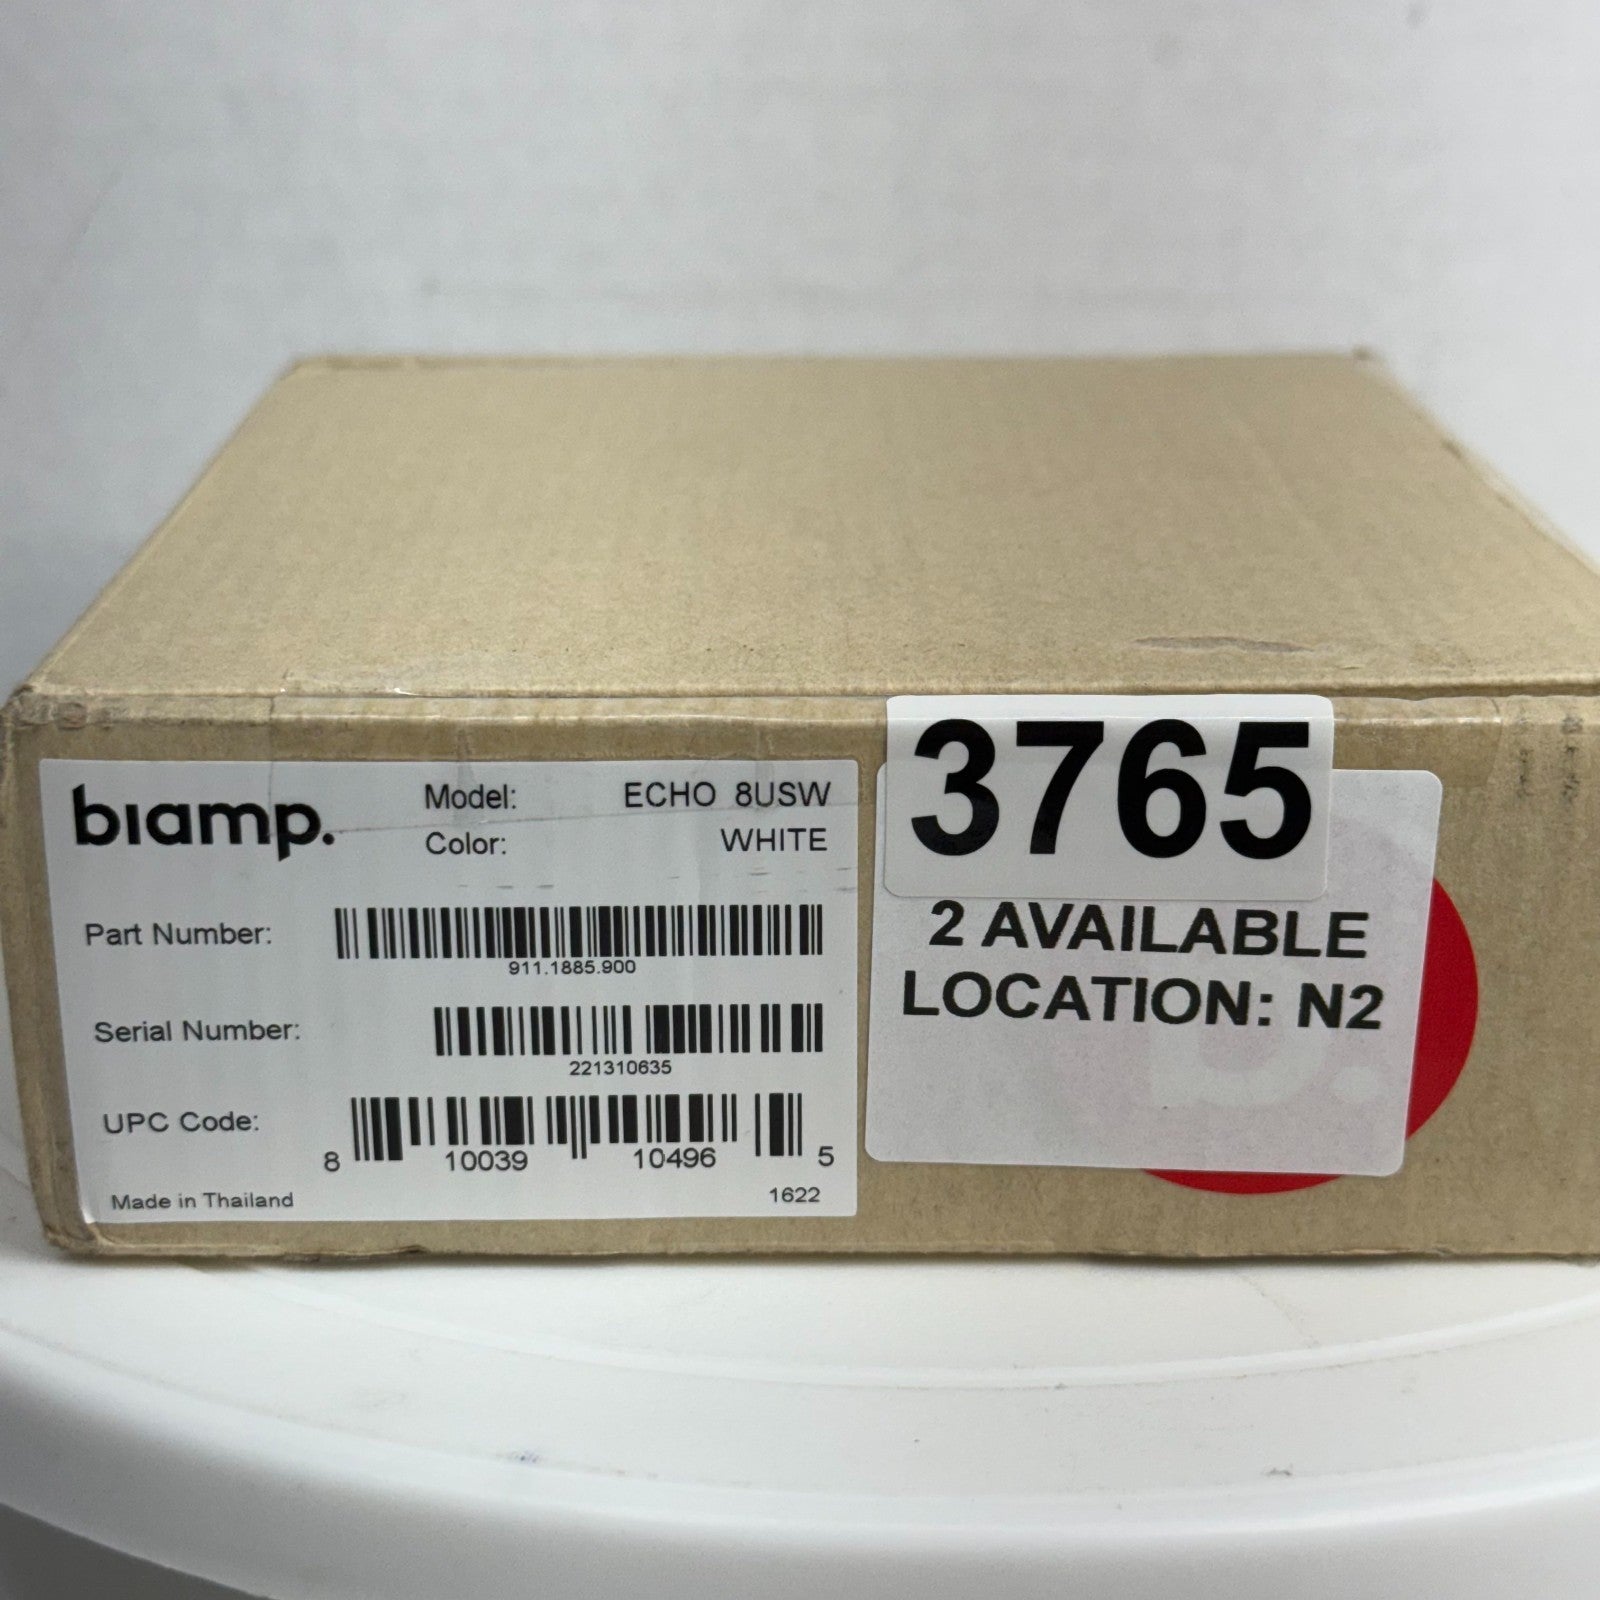 biamp.
Model: ECHO 8USW
Color: WHITE
Part Number:
911.1885.900
Serial Number:
221310635
UPC Code:
8 10039 10496 5
Made in Thailand 1622
3765
2 AVAILABLE
LOCATION: N2